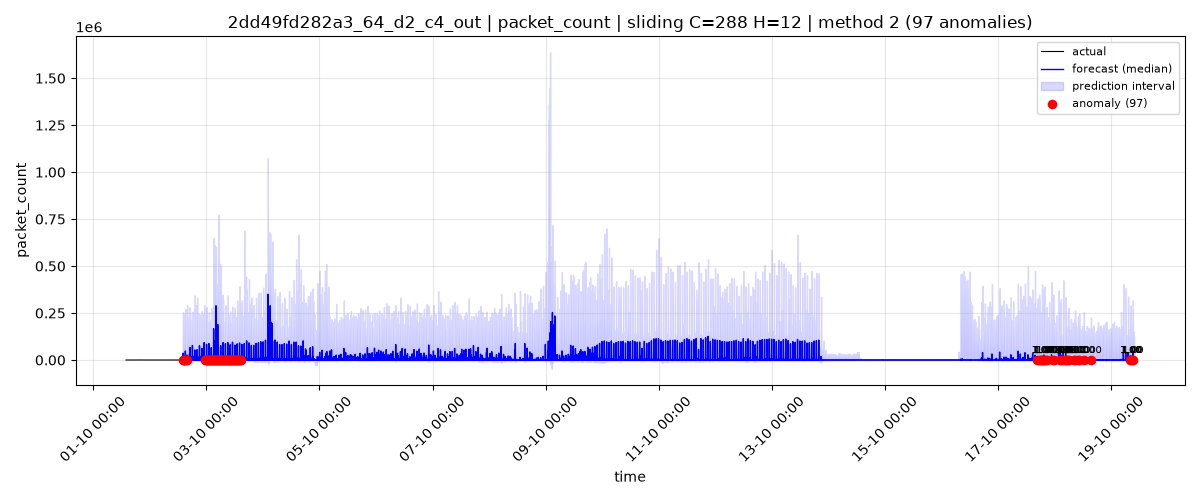 2dd49fd282a3_64_d2_c4_out | packet_count | sliding C=288 H=12 | method 2 (97 anomalies)
1e6
actual
forecast (median)
prediction interval
anomaly (97)
1.50
1.25
1.00
0.75
0.50
0.25
0.00
packet_count
01-10 00:00
03-10 00:00
05-10 00:00
07-10 00:00
09-10 00:00
11-10 00:00
13-10 00:00
15-10 00:00
17-10 00:00
19-10 00:00
time